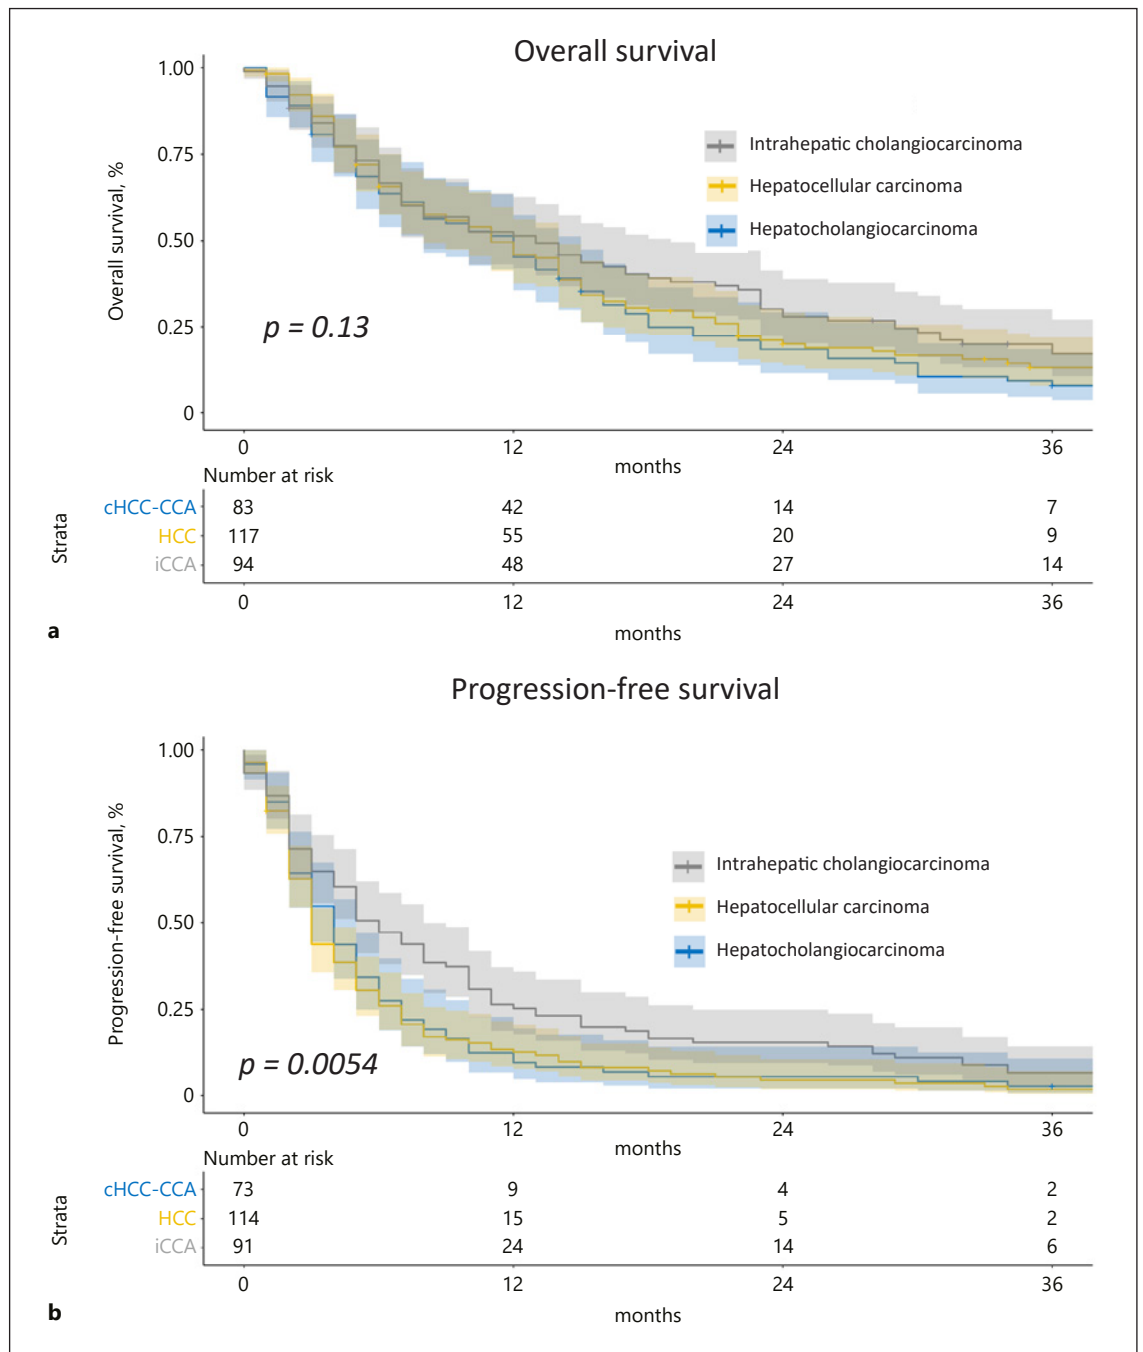 Overall survival
1.00
0.75
0.50
0.25
0
Overall survival, %
Intrahepatic cholangiocarcinoma
Hepatocellular carcinoma
Hepatocholangiocarcinoma
p = 0.13
0 12 24 36
months
Number at risk
Strata
cHCC-CCA 83 42 14 7
HCC 117 55 20 9
iCCA 94 48 27 14
0 12 24 36
months
a
Progression-free survival
1.00
0.75
0.50
0.25
0
Progression-free survival, %
Intrahepatic cholangiocarcinoma
Hepatocellular carcinoma
Hepatocholangiocarcinoma
p = 0.0054
0 12 24 36
months
Number at risk
Strata
cHCC-CCA 73 9 4 2
HCC 114 15 5 2
iCCA 91 24 14 6
0 12 24 36
months
b